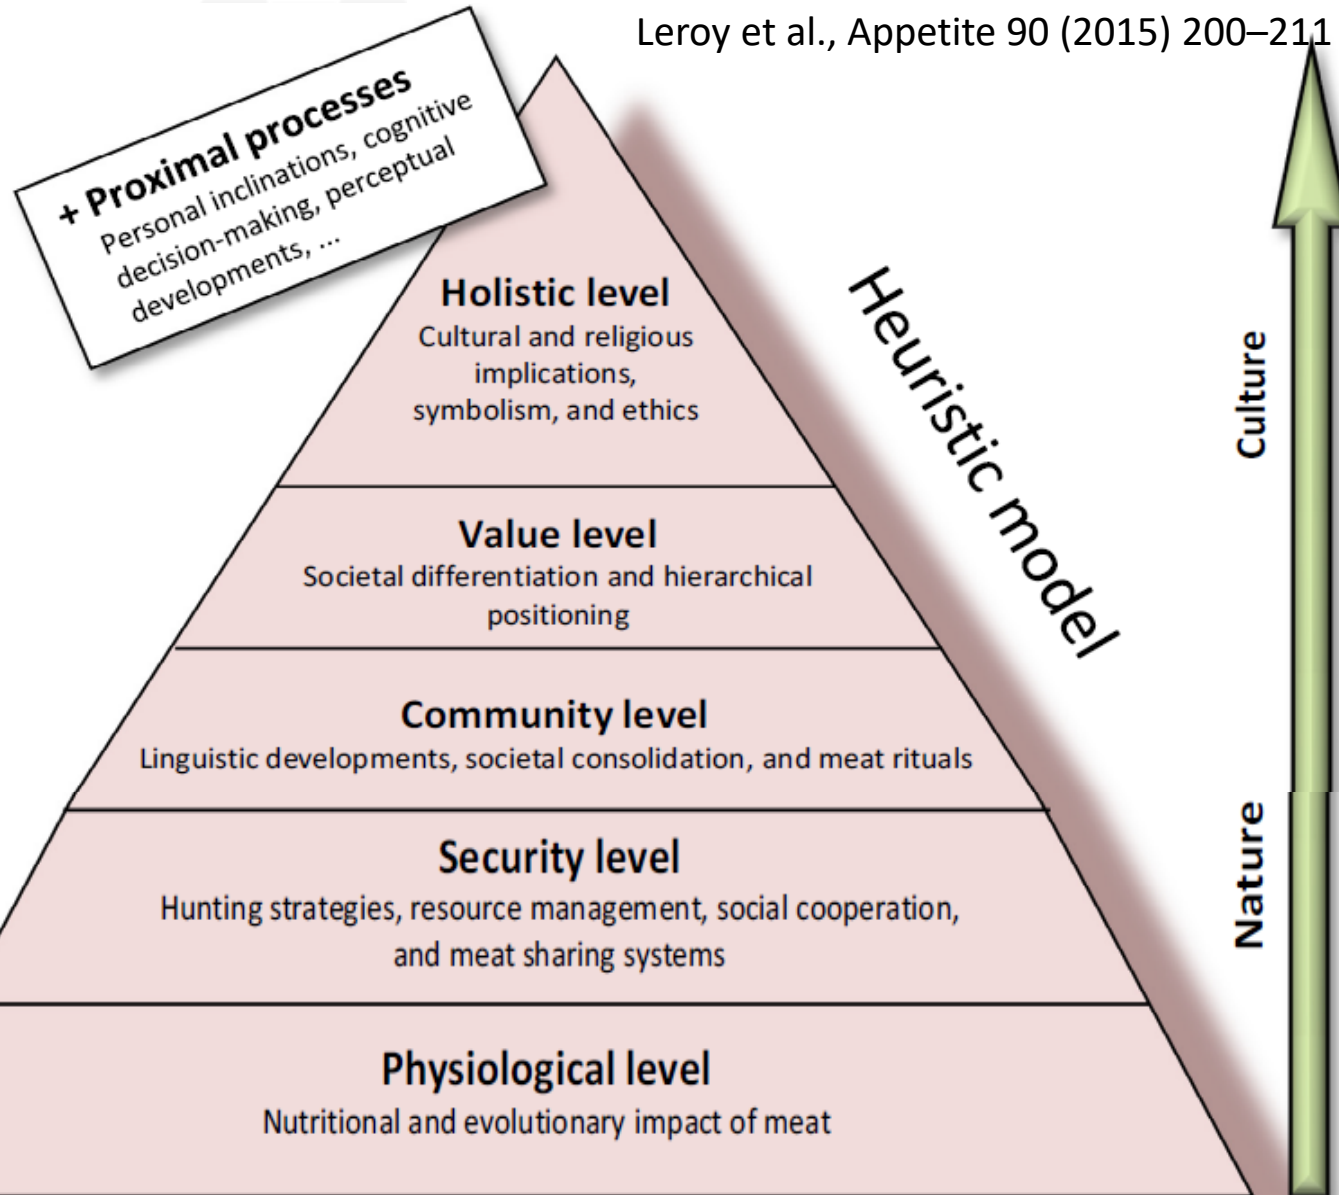 Leroy et al., Appetite 90 (2015) 200–211
+ Proximal processes
Personal inclinations, cognitive
decision-making, perceptual
developments, ...
Holistic level
Cultural and religious
implications,
symbolism, and ethics
Value level
Societal differentiation and hierarchical
positioning
Community level
Linguistic developments, societal consolidation, and meat rituals
Security level
Hunting strategies, resource management, social cooperation,
and meat sharing systems
Physiological level
Nutritional and evolutionary impact of meat
Heuristic model
Culture
Nature